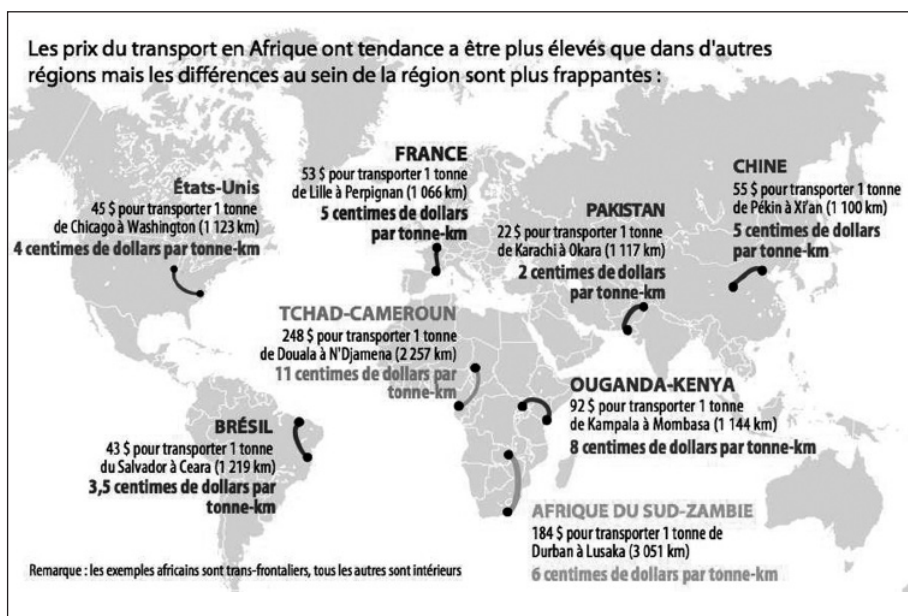 Les prix du transport en Afrique ont tendance a être plus élevés que dans d'autres
régions mais les différences au sein de la région sont plus frappantes :
FRANCE
53 $ pour transporter 1 tonne
de Lille à Perpignan (1 066 km)
5 centimes de dollars
par tonne-km
CHINE
55 $ pour transporter 1 tonne
de Pékin à Xi'an (1 100 km)
5 centimes de dollars
par tonne-km
États-Unis
45 $ pour transporter 1 tonne
de Chicago à Washington (1 123 km)
4 centimes de dollars par tonne-km
PAKISTAN
22 $ pour transporter 1 tonne
de Karachi à Okara (1 117 km)
2 centimes de dollars
par tonne-km
TCHAD-CAMEROUN
248 $ pour transporter 1 tonne
de Douala à N'Djamena (2 257 km)
11 centimes de dollars par
tonne-km
OUGANDA-KENYA
92 $ pour transporter 1 tonne
de Kampala à Mombasa (1 144 km)
8 centimes de dollars par tonne-km
BRÉSIL
43 $ pour transporter 1 tonne
du Salvador à Ceara (1 219 km)
3,5 centimes de dollars par
tonne-km
AFRIQUE DU SUD-ZAMBIE
184 $ pour transporter 1 tonne de
Durban à Lusaka (3 051 km)
6 centimes de dollars par tonne-km
Remarque : les exemples africains sont trans-frontaliers, tous les autres sont intérieurs